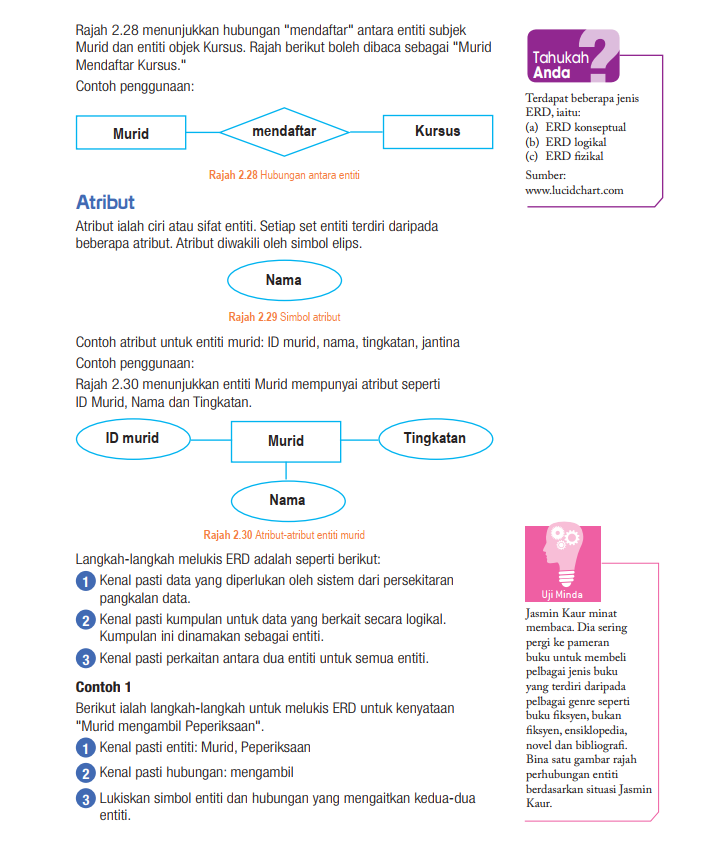 Rajah 2.28 menunjukkan hubungan "mendaftar" antara entiti subjek
Murid dan entiti objek Kursus. Rajah berikut boleh dibaca sebagai "Murid
Mendaftar Kursus."
Contoh penggunaan:
Murid
mendaftar
Kursus
Rajah 2.28 Hubungan antara entiti
Atribut
Atribut ialah ciri atau sifat entiti. Setiap set entiti terdiri daripada
beberapa atribut. Atribut diwakili oleh simbol elips.
Nama
Rajah 2.29 Simbol atribut
Contoh atribut untuk entiti murid: ID murid, nama, tingkatan, jantina
Contoh penggunaan:
Rajah 2.30 menunjukkan entiti Murid mempunyai atribut seperti
ID Murid, Nama dan Tingkatan.
ID murid
Murid
Tingkatan
Nama
Rajah 2.30 Atribut-atribut entiti murid
Langkah-langkah melukis ERD adalah seperti berikut:
1 Kenal pasti data yang diperlukan oleh sistem dari persekitaran
pangkalan data.
2 Kenal pasti kumpulan untuk data yang berkait secara logikal.
Kumpulan ini dinamakan sebagai entiti.
3 Kenal pasti perkaitan antara dua entiti untuk semua entiti.
Contoh 1
Berikut ialah langkah-langkah untuk melukis ERD untuk kenyataan
"Murid mengambil Peperiksaan".
1 Kenal pasti entiti: Murid, Peperiksaan
2 Kenal pasti hubungan: mengambil
3 Lukiskan simbol entiti dan hubungan yang mengaitkan kedua-dua
entiti.
Tahukah
Anda
?
Terdapat beberapa jenis
ERD, iaitu:
(a) ERD konseptual
(b) ERD logikal
(c) ERD fizikal
Sumber:
www.lucidchart.com
Uji Minda
Jasmin Kaur minat
membaca. Dia sering
pergi ke pameran
buku untuk membeli
pelbagai jenis buku
yang terdiri daripada
pelbagai genre seperti
buku fiksyen, bukan
fiksyen, ensiklopedia,
novel dan bibliografi.
Bina satu gambar rajah
perhubungan entiti
berdasarkan situasi Jasmin
Kaur.